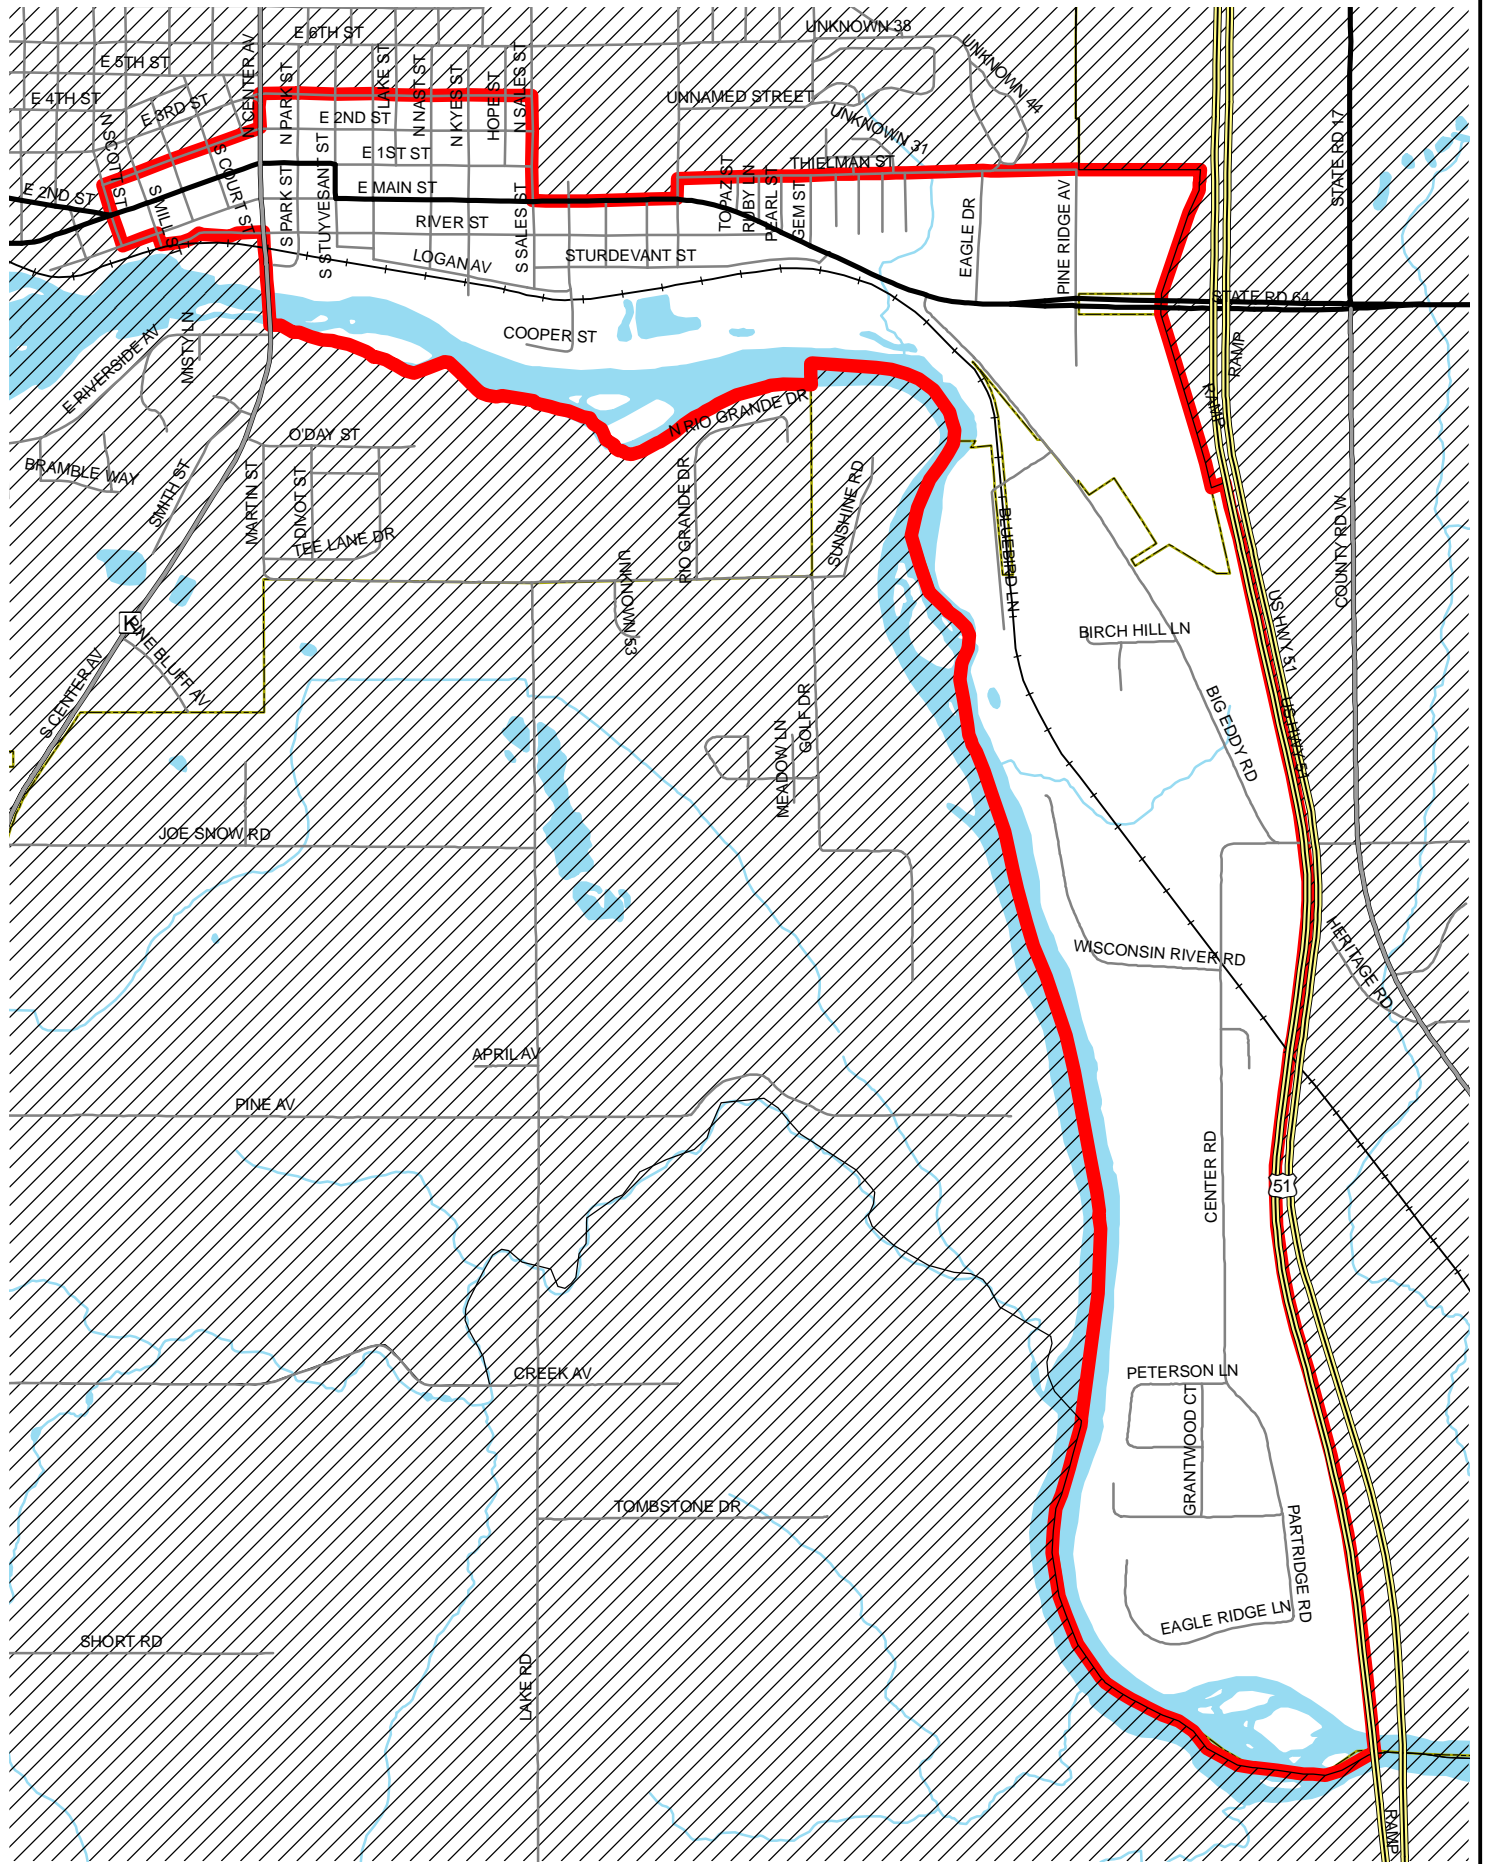 UNKNOWN 38
E 6TH ST
E 5TH ST
N CENTER AV
LAKE ST
N NAST ST
N KYES ST
HOPE ST
N SALES ST
UNKNOWN 44
E 4TH ST
E 3RD ST
N PARK ST
UNNAMED STREET
STATE RD 17
E 2ND ST
UNKNOWN 31
N SCOTT ST
E 1ST ST
THIELMAN ST
S COURT ST
S STUYVESANT ST
E MAIN ST
E 2ND ST
S MILL ST
S PARK ST
RIVER ST
S SALES ST
TOPAZ ST
RUBY LN
PEARL ST
GEM ST
EAGLE DR
PINE RIDGE AV
LOGAN AV
STURDEVANT ST
STATE RD 64
COOPER ST
E RIVERSIDE AV
MISTY LN
RAMP
RAMP
N RIO GRANDE DR
O'DAY ST
BRAMBLE WAY
SMITH ST
MARTIN ST
DIVOT ST
TEE LANE DR
RIO GRANDE DR
SUNSHINE RD
BLUEBIRD LN
COUNTY RD W
UNKNOWN 53
K
PINE BLUFF AV
S CENTER AV
BIRCH HILL LN
US HWY 51
BIG EDDY RD
US HWY 51
GOLF DR
MEADOW LN
JOE SNOW RD
WISCONSIN RIVER RD
HERITAGE RD
APRIL AV
PINE AV
CENTER RD
51
CREEK AV
PETERSON LN
GRANTWOOD CT
TOMBSTONE DR
PARTRIDGE RD
EAGLE RIDGE LN
SHORT RD
LAKE RD
RAMP